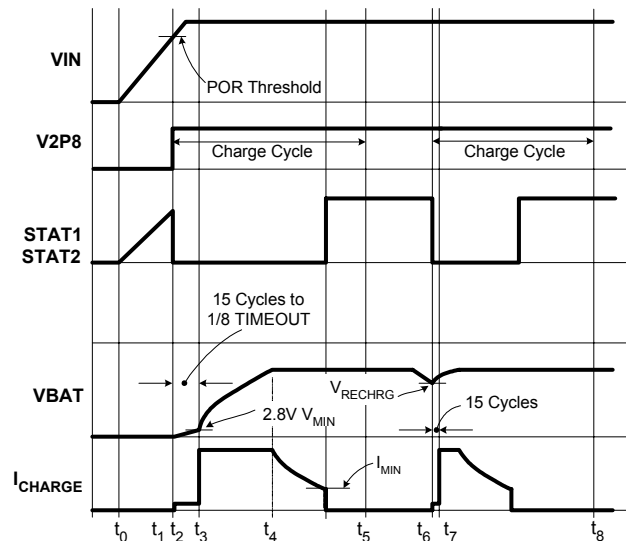 VIN
POR Threshold
V2P8
Charge Cycle
Charge Cycle
STAT1
STAT2
15 Cycles to
1/8 TIMEOUT
VBAT
VRECHRG
2.8V VMIN
15 Cycles
ICHARGE
IMIN
t0 t1 t2 t3 t4 t5 t6 t7 t8